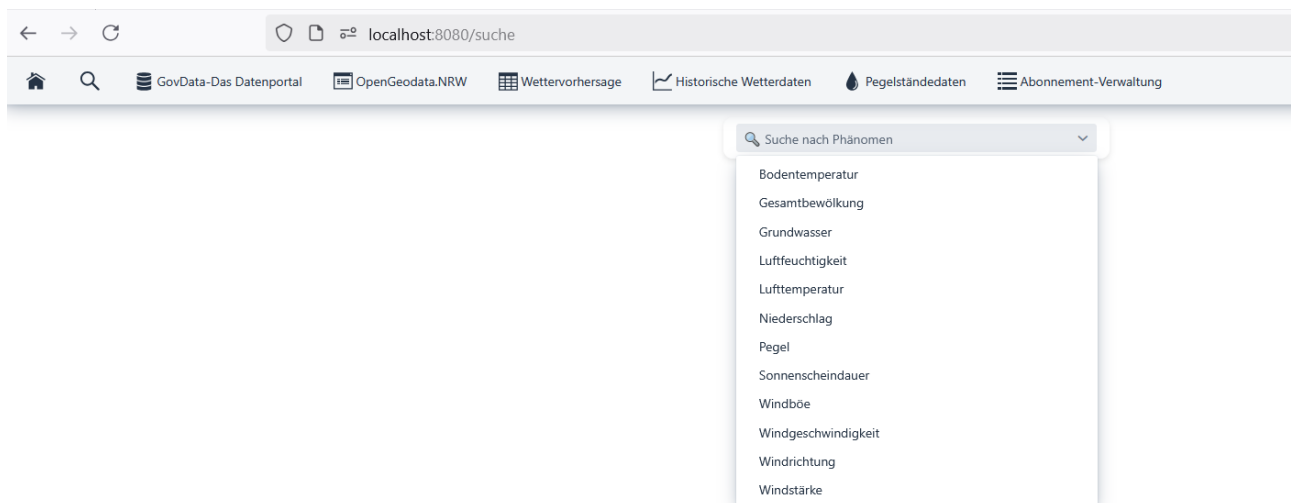 localhost:8080/suche
GovData-Das Datenportal OpenGeodata.NRW Wettervorhersage Historische Wetterdaten Pegelständedaten Abonnement-Verwaltung
Suche nach Phänomen
Bodentemperatur
Gesamtbewölkung
Grundwasser
Luftfeuchtigkeit
Lufttemperatur
Niederschlag
Pegel
Sonnenscheindauer
Windböe
Windgeschwindigkeit
Windrichtung
Windstärke